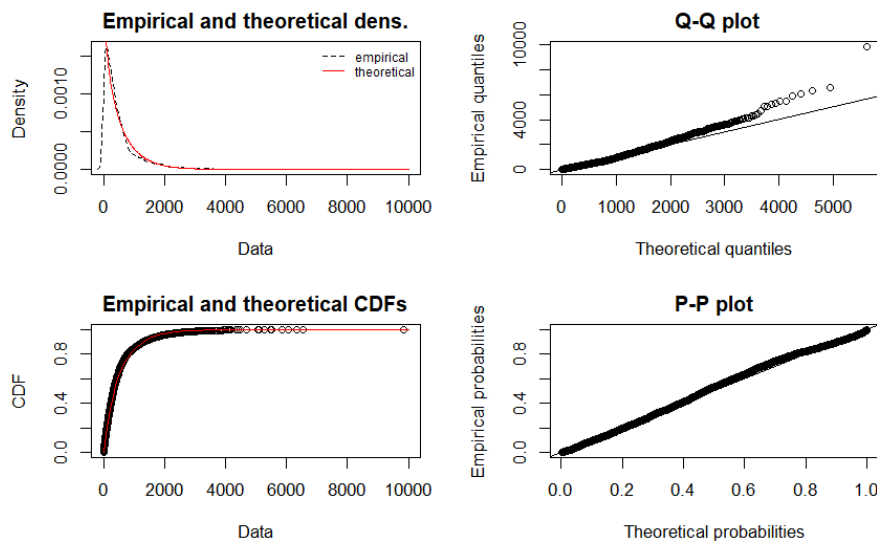 Empirical and theoretical dens.
empirical
theoretical
Density
0.0000
0.0010
0 2000 4000 6000 8000 10000
Data
Q-Q plot
Empirical quantiles
0 4000 10000
0 1000 2000 3000 4000 5000
Theoretical quantiles
Empirical and theoretical CDFs
CDF
0.0 0.4 0.8
0 2000 4000 6000 8000 10000
Data
P-P plot
Empirical probabilities
0.0 0.4 0.8
0.0 0.2 0.4 0.6 0.8 1.0
Theoretical probabilities